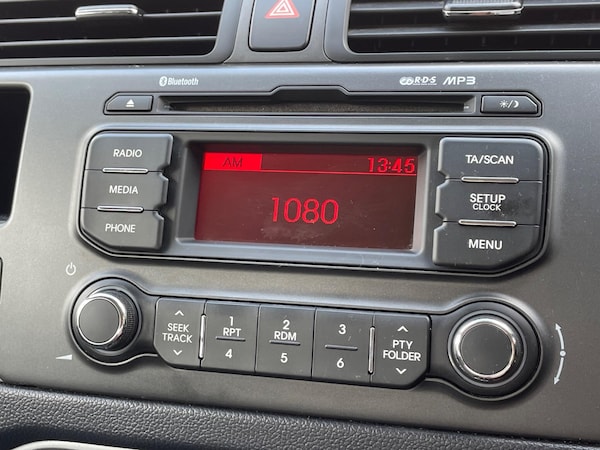 Bluetooth
R·D·S MP3
RADIO
MEDIA
PHONE
AM 13:45
1080
TA/SCAN
SETUP
CLOCK
MENU
SEEK
TRACK
1
RPT
4
2
RDM
5
3
6
PTY
FOLDER